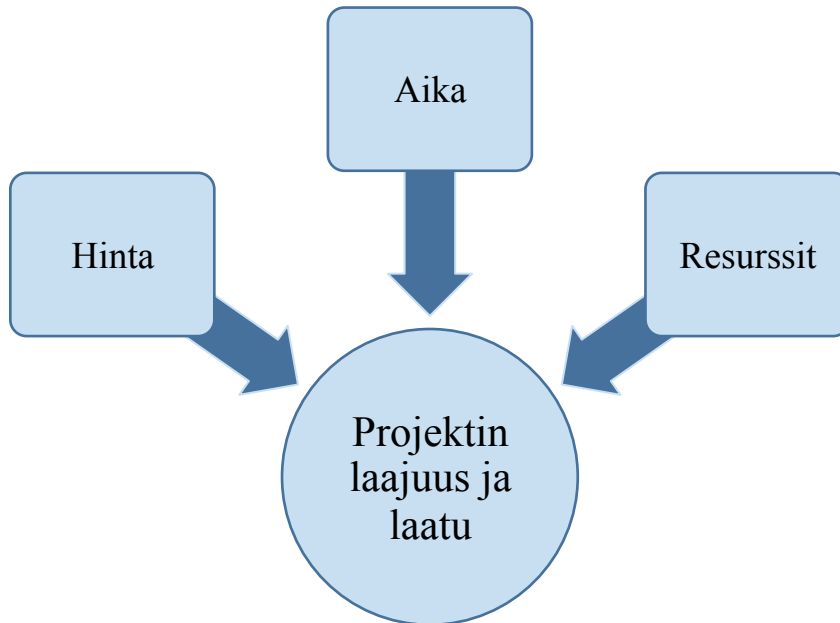 Aika
Hinta
Resurssit
Projektin
laajuus ja
laatu